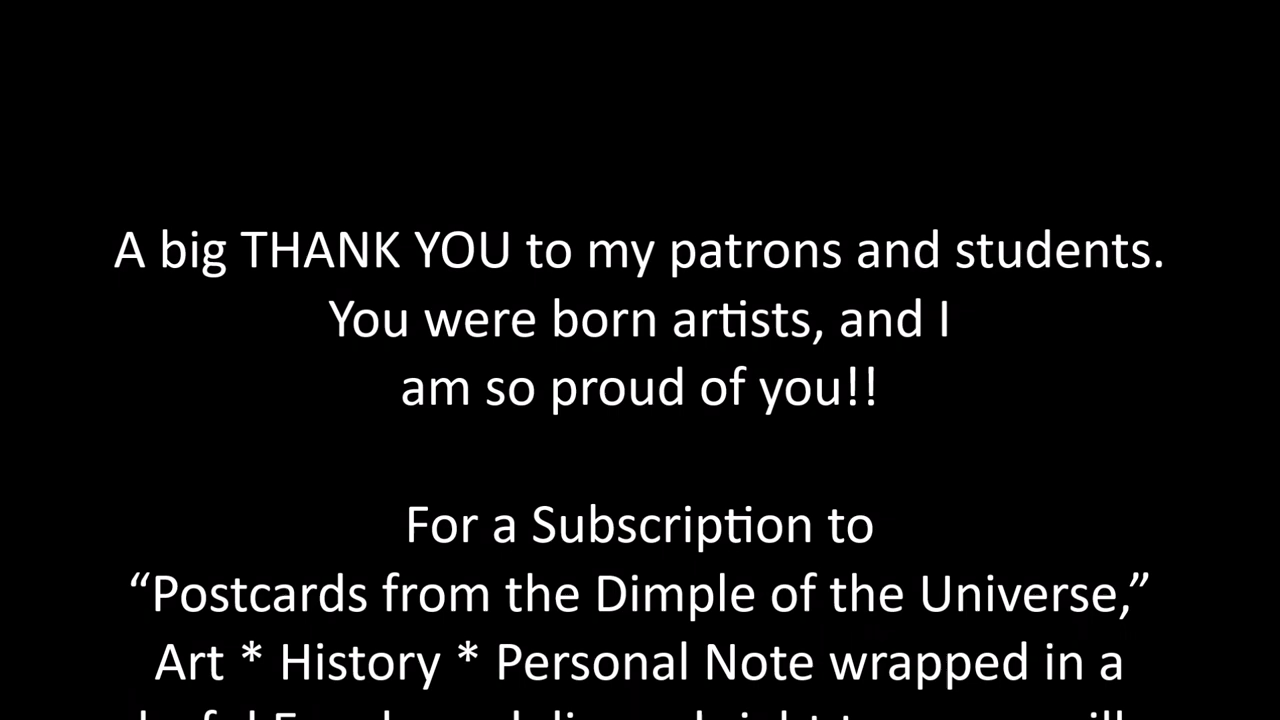 A big THANK YOU to my patrons and students.
You were born artists, and I
am so proud of you!!
For a Subscription to
“Postcards from the Dimple of the Universe,”
Art * History * Personal Note wrapped in a